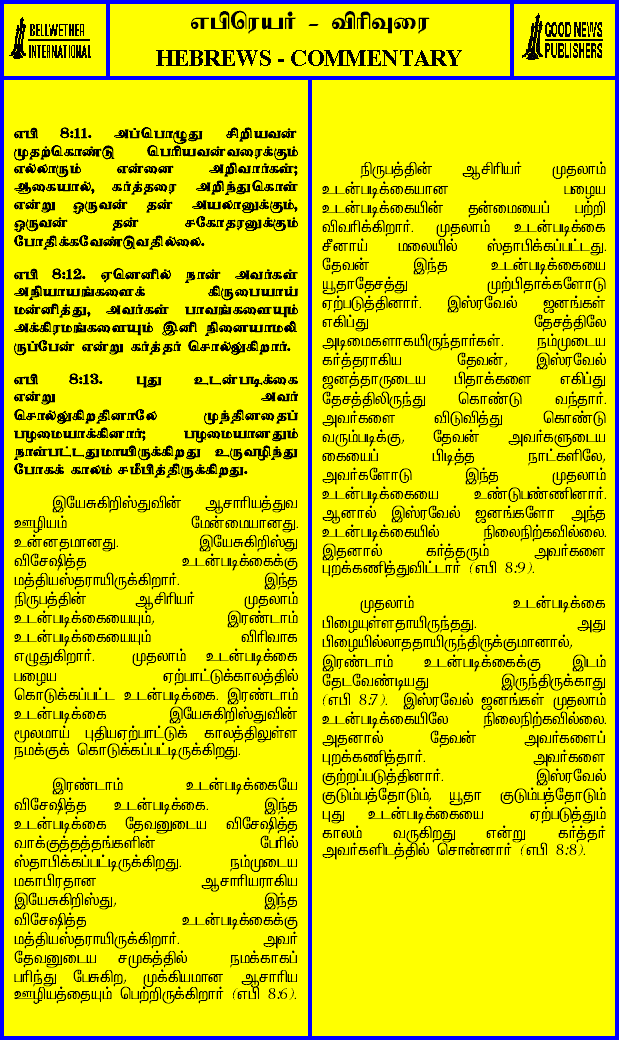 BELLWETHER
INTERNATIONAL
எபிரெயர் - விரிவுரை
HEBREWS - COMMENTARY
GOOD NEWS
PUBLISHERS
எபி 8:11. அப்பொழுது சிறியவன்
முதற்கொண்டு பெரியவன்வரைக்கும்
எல்லாரும் என்னை அறிவார்கள்;
ஆகையால், கர்த்தரை அறிந்துகொள்
என்று ஒருவன் தன் அயலானுக்கும்,
ஒருவன் தன் சகோதரனுக்கும்
போதிக்கவேண்டுவதில்லை.
எபி 8:12. ஏனெனில் நான் அவர்கள்
அநியாயங்களைக் கிருபையாய்
மன்னித்து, அவர்கள் பாவங்களையும்
அக்கிரமங்களையும் இனி நினையாமலி
ருப்பேன் என்று கர்த்தர் சொல்லுகிறார்.
எபி 8:13. புது உடன்படிக்கை
என்று அவர்
சொல்லுகிறதினாலே முந்தினதைப்
பழமையாக்கினார்; பழமையானதும்
நாள்பட்டதுமாயிருக்கிறது உருவழிந்து
போகக் காலம் சமீபித்திருக்கிறது.
இயேசுகிறிஸ்துவின் ஆசாரியத்துவ
ஊழியம் மேன்மையானது.
உன்னதமானது. இயேசுகிறிஸ்து
விசேஷித்த உடன்படிக்கைக்கு
மத்தியஸ்தராயிருக்கிறார். இந்த
நிருபத்தின் ஆசிரியர் முதலாம்
உடன்படிக்கையையும், இரண்டாம்
உடன்படிக்கையையும் விரிவாக
எழுதுகிறார். முதலாம் உடன்படிக்கை
பழைய ஏற்பாட்டுக்காலத்தில்
கொடுக்கப்பட்ட உடன்படிக்கை. இரண்டாம்
உடன்படிக்கை இயேசுகிறிஸ்துவின்
மூலமாய் புதியஏற்பாட்டுக் காலத்திலுள்ள
நமக்குக் கொடுக்கப்பட்டிருக்கிறது.
இரண்டாம் உடன்படிக்கையே
விசேஷித்த உடன்படிக்கை. இந்த
உடன்படிக்கை தேவனுடைய விசேஷித்த
வாக்குத்தத்தங்களின் பேரில்
ஸ்தாபிக்கப்பட்டிருக்கிறது. நம்முடைய
மகாபிரதான ஆசாரியராகிய
இயேசுகிறிஸ்து, இந்த
விசேஷித்த உடன்படிக்கைக்கு
மத்தியஸ்தராயிருக்கிறார். அவர்
தேவனுடைய சமுகத்தில் நமக்காகப்
பரிந்து பேசுகிற, முக்கியமான ஆசாரிய
ஊழியத்தையும் பெற்றிருக்கிறார் (எபி 8:6).
நிருபத்தின் ஆசிரியர் முதலாம்
உடன்படிக்கையான பழைய
உடன்படிக்கையின் தன்மையைப் பற்றி
விவரிக்கிறார். முதலாம் உடன்படிக்கை
சீனாய் மலையில் ஸ்தாபிக்கப்பட்டது.
தேவன் இந்த உடன்படிக்கையை
யூதாதேசத்து முற்பிதாக்களோடு
ஏற்படுத்தினார். இஸ்ரவேல் ஜனங்கள்
எகிப்து தேசத்திலே
அடிமைகளாகயிருந்தார்கள். நம்முடைய
கர்த்தராகிய தேவன், இஸ்ரவேல்
ஜனத்தாருடைய பிதாக்களை எகிப்து
தேசத்திலிருந்து கொண்டு வந்தார்.
அவர்களை விடுவித்து கொண்டு
வரும்படிக்கு, தேவன் அவர்களுடைய
கையைப் பிடித்த நாட்களிலே,
அவர்களோடு இந்த முதலாம்
உடன்படிக்கையை உண்டுபண்ணினார்.
ஆனால் இஸ்ரவேல் ஜனங்களோ அந்த
உடன்படிக்கையில் நிலைநிற்கவில்லை.
இதனால் கர்த்தரும் அவர்களை
புறக்கணித்துவிட்டார் (எபி 8:9).
முதலாம் உடன்படிக்கை
பிழையுள்ளதாயிருந்தது. அது
பிழையில்லாததாயிருந்திருக்குமானால்,
இரண்டாம் உடன்படிக்கைக்கு இடம்
தேடவேண்டியது இருந்திருக்காது
(எபி 8:7). இஸ்ரவேல் ஜனங்கள் முதலாம்
உடன்படிக்கையிலே நிலைநிற்கவில்லை.
அதனால் தேவன் அவர்களைப்
புறக்கணித்தார். அவர்களை
குற்றப்படுத்தினார். இஸ்ரவேல்
குடும்பத்தோடும், யூதா குடும்பத்தோடும்
புது உடன்படிக்கையை ஏற்படுத்தும்
காலம் வருகிறது என்று கர்த்தர்
அவர்களிடத்தில் சொன்னார் (எபி 8:8).